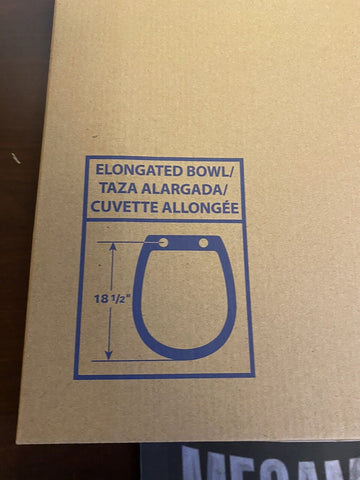 ELONGATED BOWL/
TAZA ALARGADA/
CUVETTE ALLONGÉE
18 1/2"